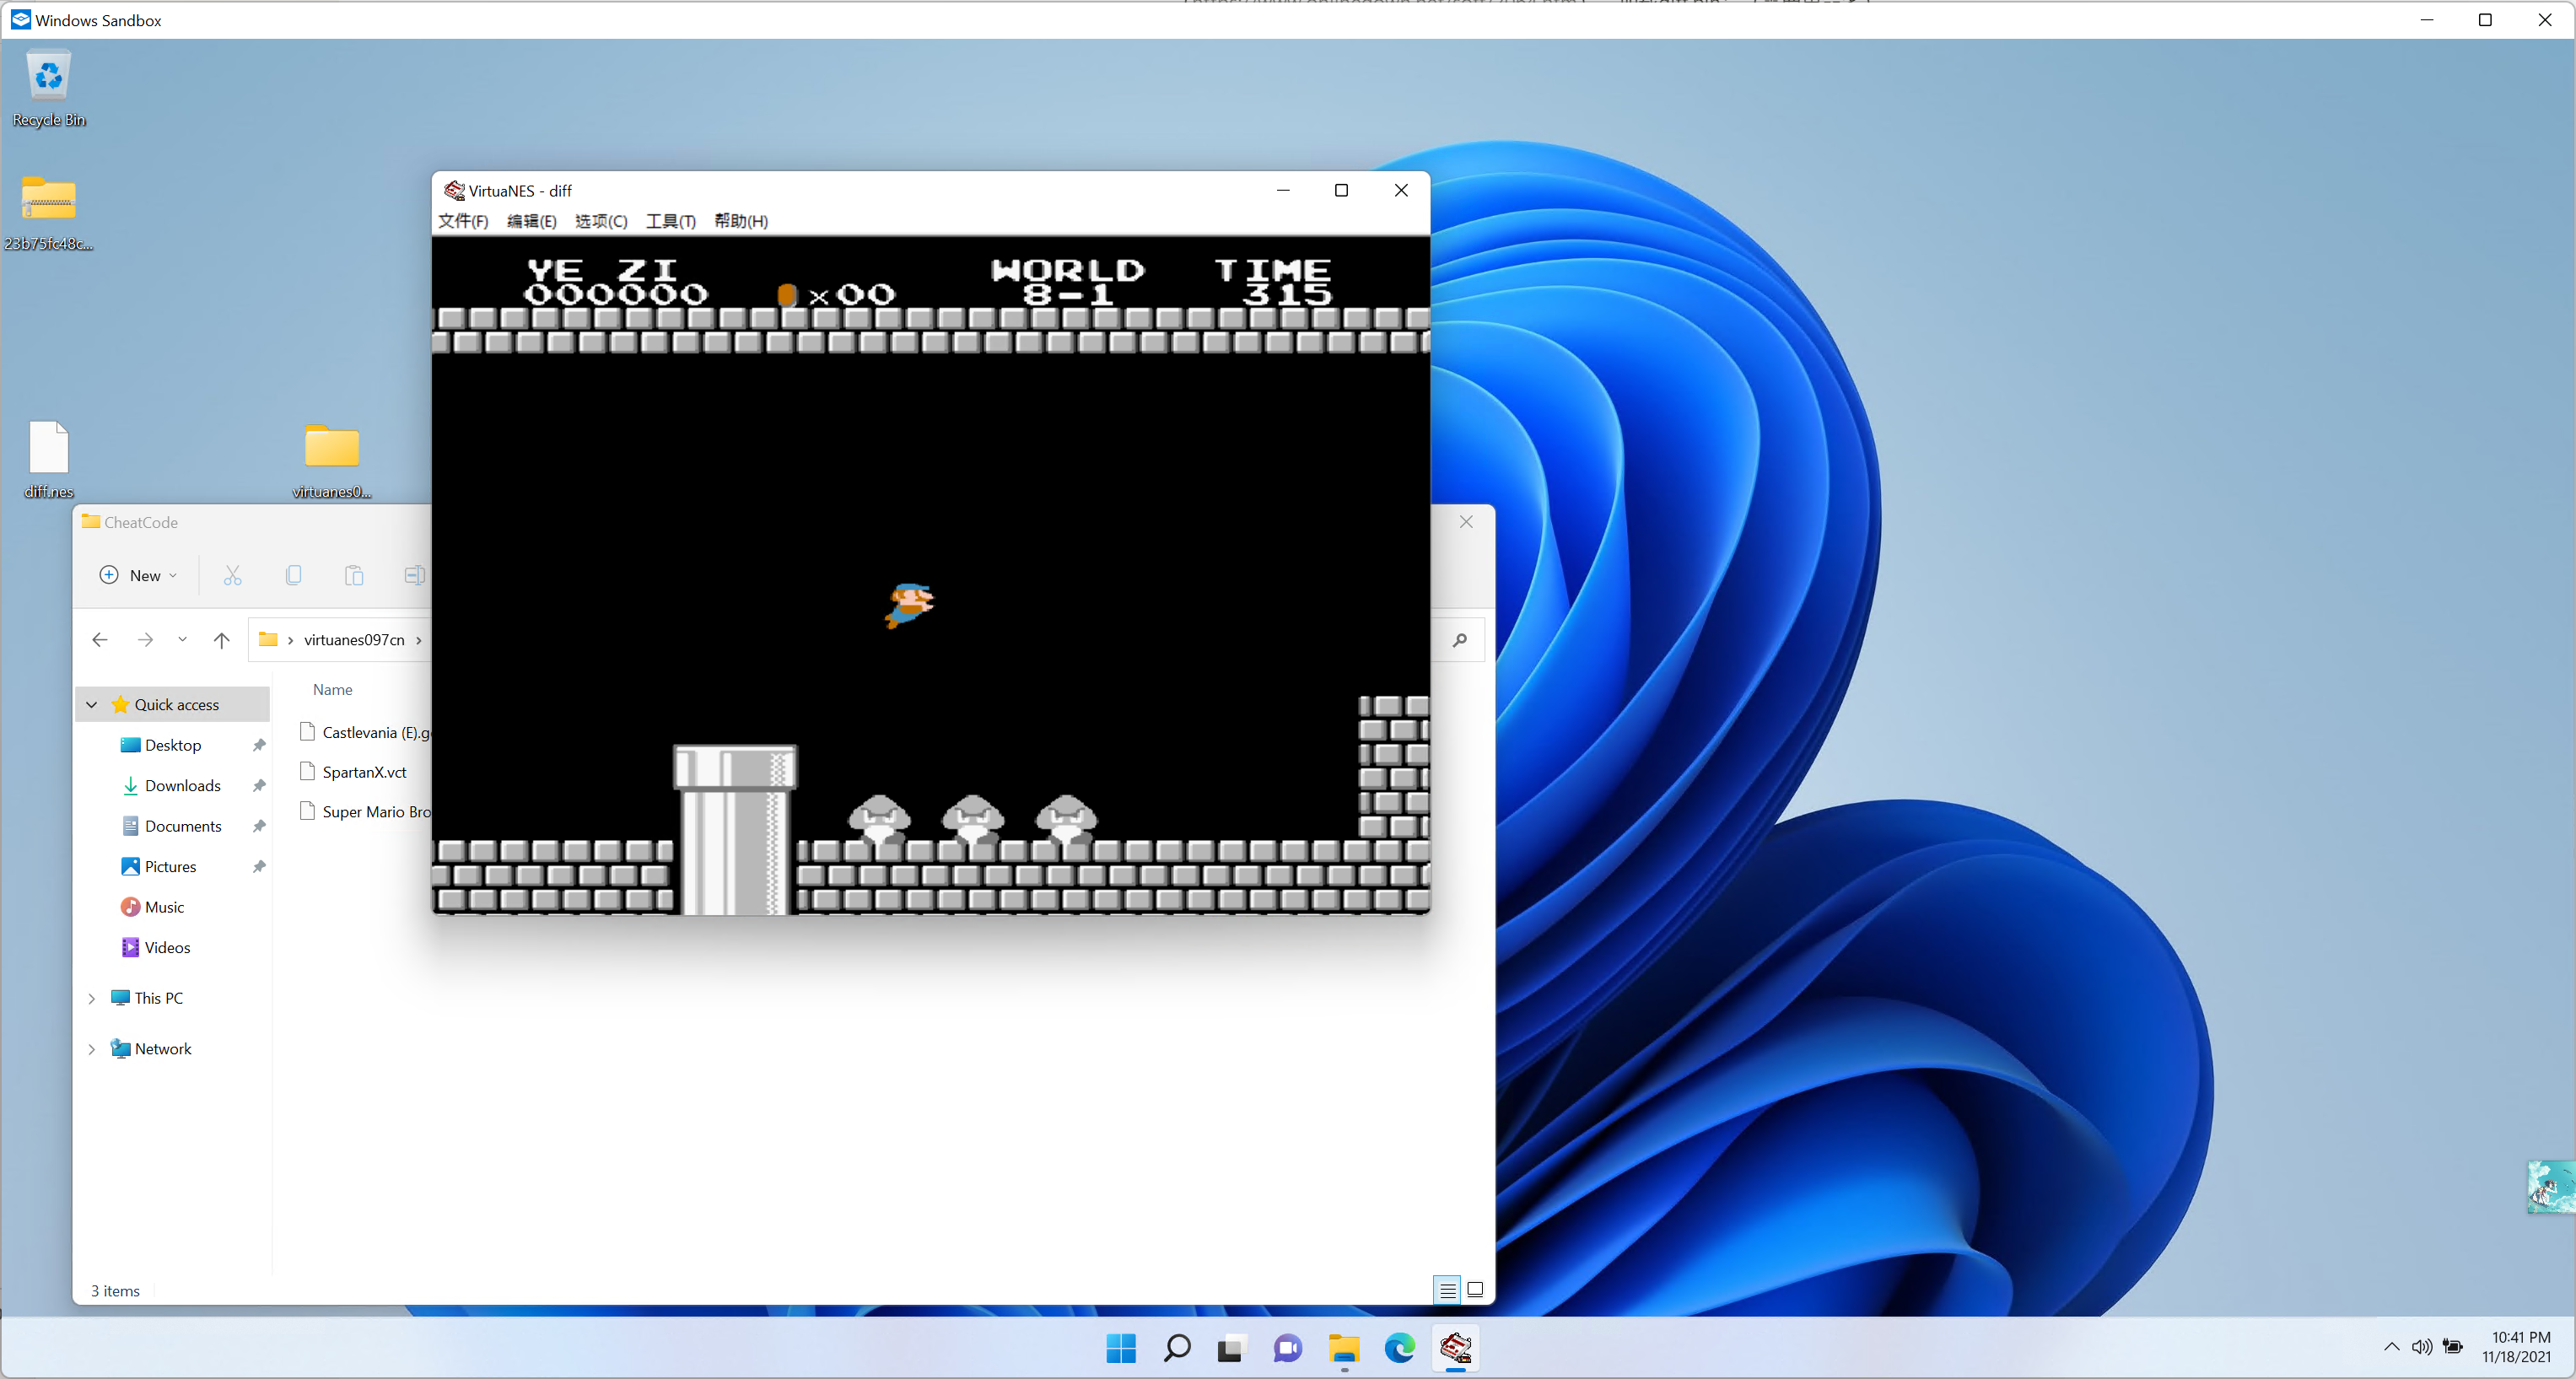 Windows Sandbox
Recycle Bin
23b75fc48c...
diff.nes
virtuanes0...
VirtuaNES - diff
文件(F) 编辑(E) 选项(C) 工具(T) 帮助(H)
YE ZI WORLD TIME
000000 ×00 8-1 315
CheatCode
New
virtuanes097cn
Name
Quick access
Desktop
Downloads
Documents
Pictures
Music
Videos
This PC
Network
Castlevania (E).g
SpartanX.vct
Super Mario Bro
3 items
10:41 PM
11/18/2021